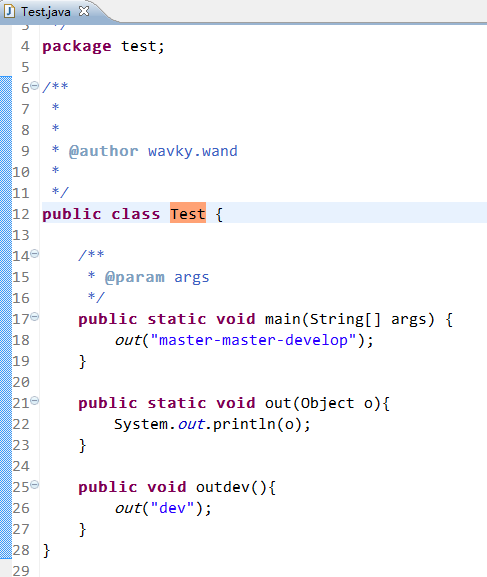 Test.java
3 */
4 package test;
5
6 /**
7 *
8 *
9 * @author wavky.wand
10 *
11 */
12 public class Test {
13
14 /**
15 * @param args
16 */
17 public static void main(String[] args) {
18 out("master-master-develop");
19 }
20
21 public static void out(Object o){
22 System.out.println(o);
23 }
24
25 public void outdev(){
26 out("dev");
27 }
28 }
29